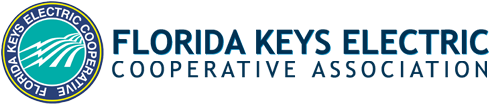 FLORIDA KEYS ELECTRIC COOPERATIVE
FLORIDA KEYS ELECTRIC
COOPERATIVE ASSOCIATION